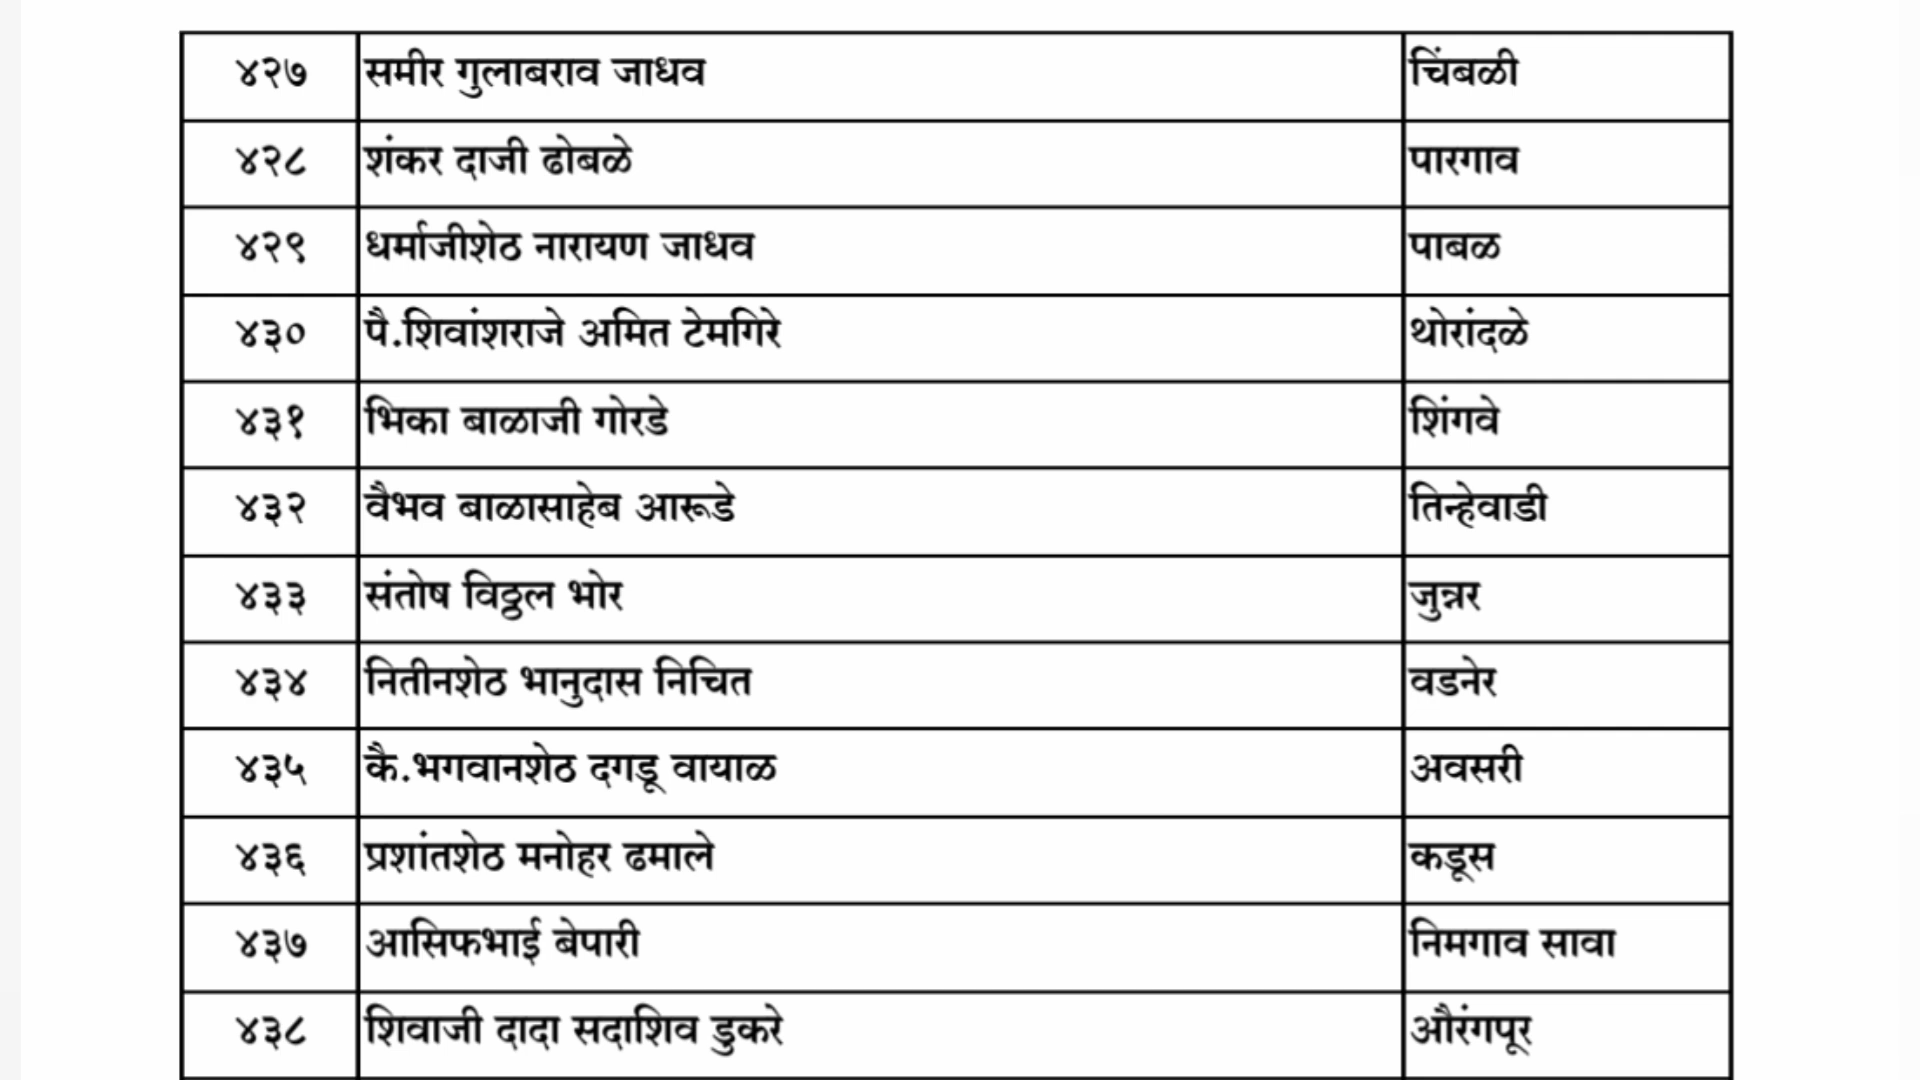 ४२७ समीर गुलाबराव जाधव चिंबळी
४२८ शंकर दाजी ढोबळे पारगाव
४२९ धर्माजीशेठ नारायण जाधव पाबळ
४३० पै.शिवांशराजे अमित टेमगिरे थोरांदळे
४३१ भिका बाळाजी गोरडे शिंगवे
४३२ वैभव बाळासाहेब आरूडे तिन्हेवाडी
४३३ संतोष विठ्ठल भोर जुन्नर
४३४ नितीनशेठ भानुदास निचित वडनेर
४३५ कै.भगवानशेठ दगडू वायाळ अवसरी
४३६ प्रशांतशेठ मनोहर ढमाले कडूस
४३७ आसिफभाई बेपारी निमगाव सावा
४३८ शिवाजी दादा सदाशिव डुकरे औरंगपूर